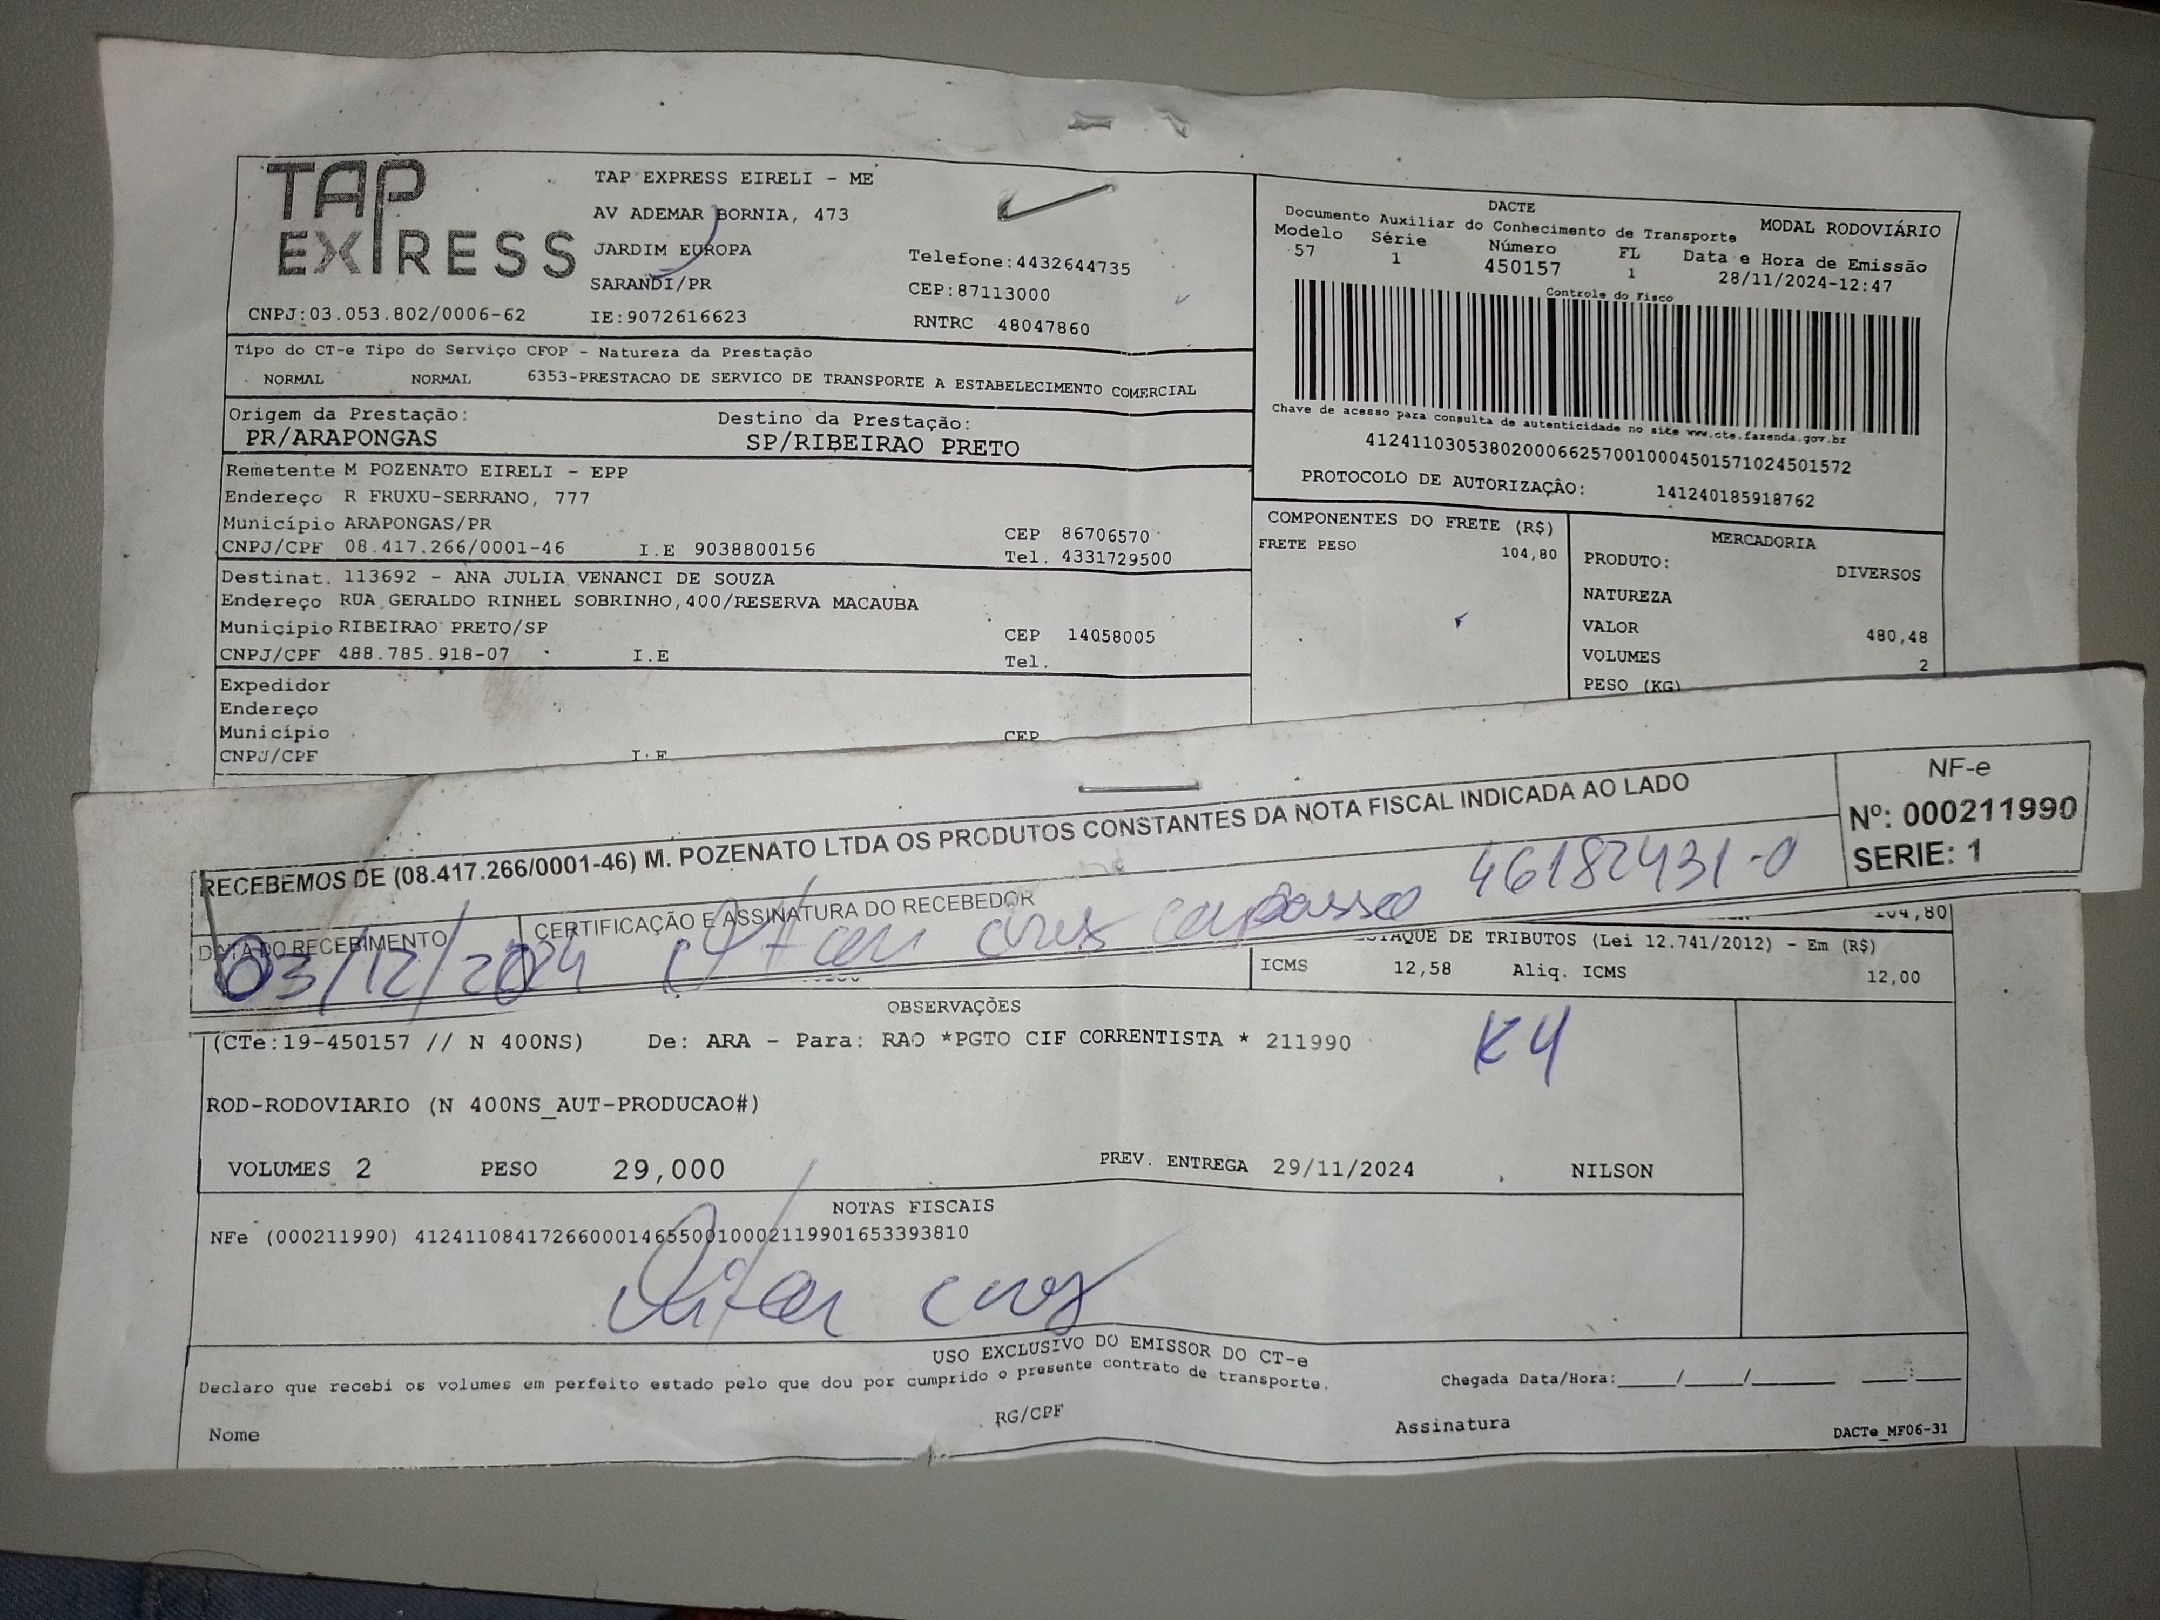 TAP EXPRESS
TAP EXPRESS EIRELI - ME
AV ADEMAR BORNIA, 473
JARDIM EUROPA
Telefone:4432644735
SARANDI/PR
CEP:87113000
CNPJ:03.053.802/0006-62 IE:9072616623 RNTRC 48047860
DACTE
Documento Auxiliar do Conhecimento de Transporte MODAL RODOVIÁRIO
Modelo Série Número FL Data e Hora de Emissão
57 1 450157 1 28/11/2024-12:47
Controle do Fisco
Chave de acesso para consulta de autenticidade no site www.cte.fazenda.gov.br
41241103053802000662570010004501571024501572
PROTOCOLO DE AUTORIZAÇÂO: 141240185918762
Tipo do CT-e Tipo do Serviço CFOP - Natureza da Prestação
NORMAL NORMAL 6353-PRESTACAO DE SERVICO DE TRANSPORTE A ESTABELECIMENTO COMERCIAL
Origem da Prestação: Destino da Prestação:
PR/ARAPONGAS SP/RIBEIRAO PRETO
Remetente M POZENATO EIRELI - EPP
Endereço R FRUXU-SERRANO, 777
Município ARAPONGAS/PR CEP 86706570
CNPJ/CPF 08.417.266/0001-46 I.E 9038800156 Tel. 4331729500
Destinat. 113692 - ANA JULIA VENANCI DE SOUZA
Endereço RUA GERALDO RINHEL SOBRINHO,400/RESERVA MACAUBA
Município RIBEIRAO PRETO/SP CEP 14058005
CNPJ/CPF 488.785.918-07 I.E Tel.
Expedidor
Endereço
Município CEP
CNPJ/CPF I.E
COMPONENTES DO FRETE (R$)
FRETE PESO 104,80
MERCADORIA
PRODUTO: DIVERSOS
NATUREZA
VALOR 480,48
VOLUMES 2
PESO (KG)
RECEBEMOS DE (08.417.266/0001-46) M. POZENATO LTDA OS PRODUTOS CONSTANTES DA NOTA FISCAL INDICADA AO LADO
NF-e
Nº: 000211990
SERIE: 1
DATA DO RECEBIMENTO CERTIFICAÇÃO E ASSINATURA DO RECEBEDOR
03/12/2024 46182431-0
104,80
TAQUE DE TRIBUTOS (Lei 12.741/2012) - Em (R$)
ICMS 12,58 Aliq. ICMS 12,00
OBSERVAÇÕES
(CTe:19-450157 // N 400NS) De: ARA - Para: RAO *PGTO CIF CORRENTISTA * 211990
K4
ROD-RODOVIARIO (N 400NS_AUT-PRODUCAO#)
VOLUMES 2 PESO 29,000 PREV. ENTREGA 29/11/2024 NILSON
NOTAS FISCAIS
NFe (000211990) 41241108417266000146550010002119901653393810
USO EXCLUSIVO DO EMISSOR DO CT-e
Declaro que recebi os volumes em perfeito estado pelo que dou por cumprido o presente contrato de transporte.
Chegada Data/Hora:_____/_____/________ ____:____
Nome RG/CPF Assinatura
DACTe_MF06-31